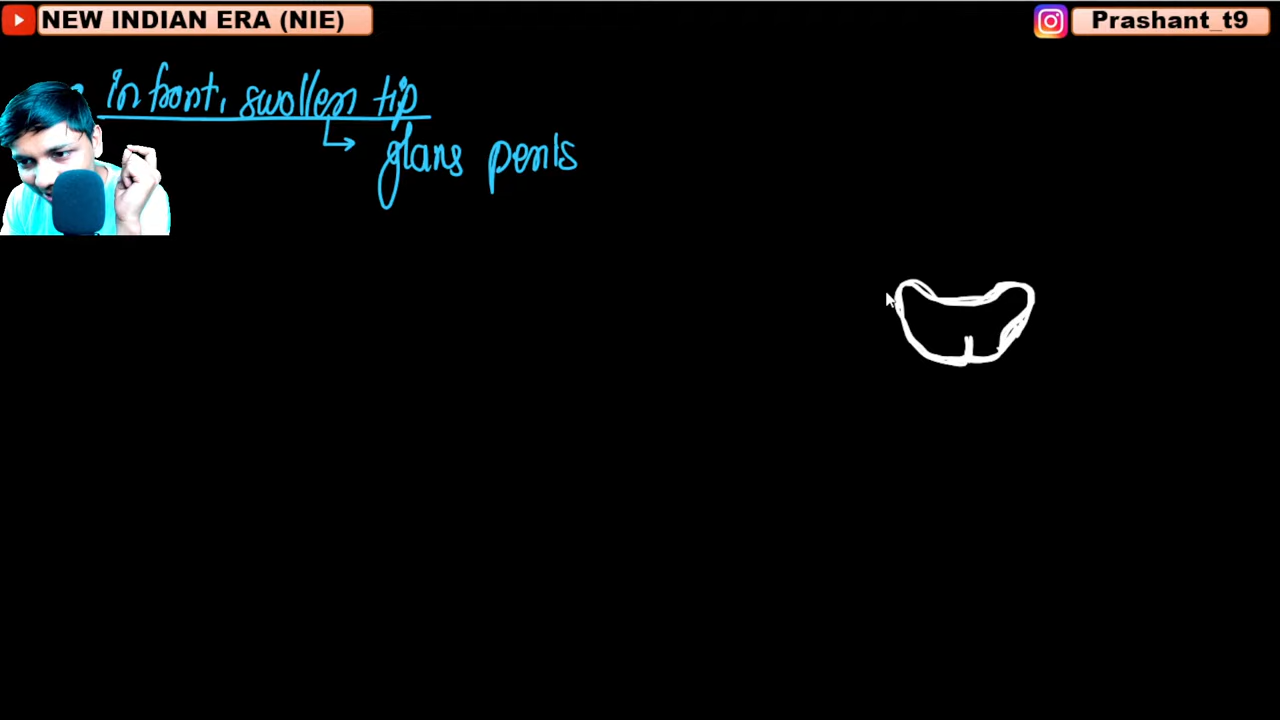 NEW INDIAN ERA (NIE)
Prashant_t9
in front, swollen tip
glans penis